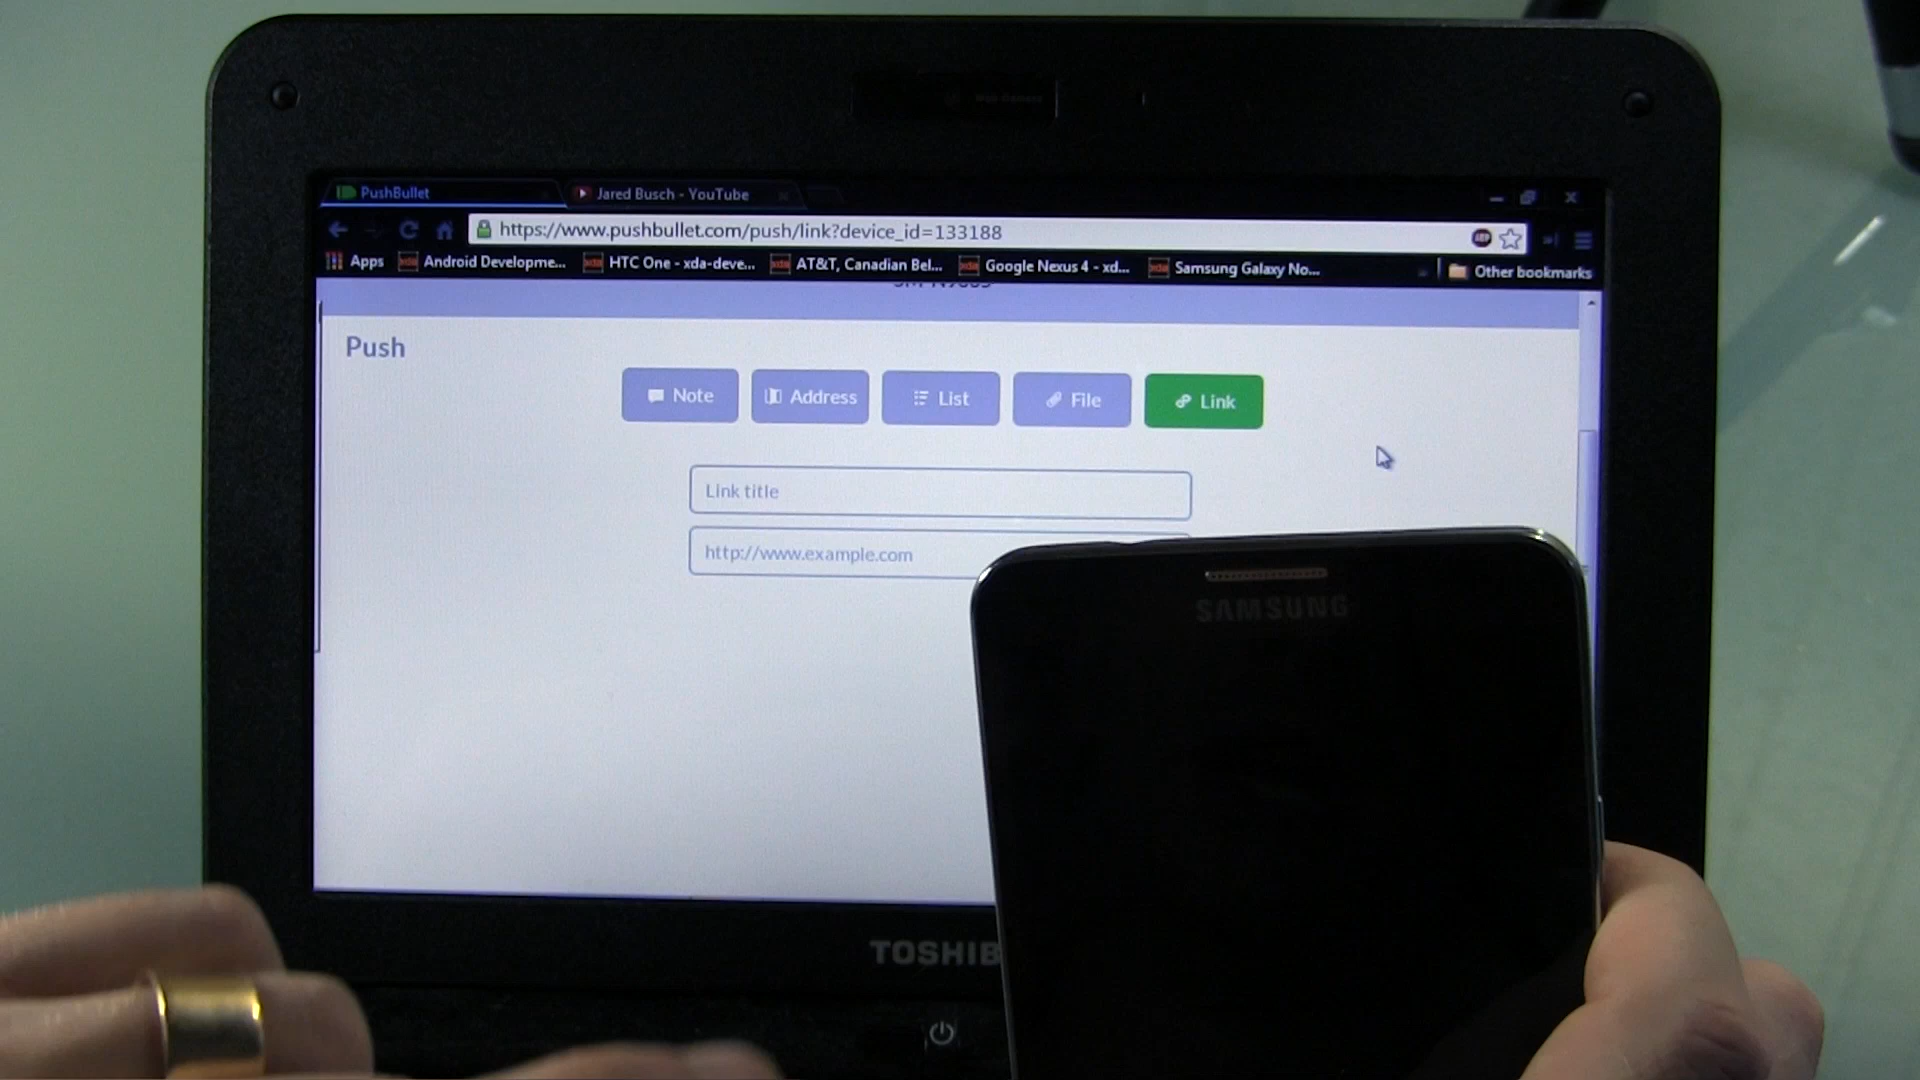 PushBullet
Jared Busch - YouTube
https://www.pushbullet.com/push/link?device_id=133188
ABP
Apps
Android Developme...
HTC One - xda-deve...
AT&T, Canadian Bel...
Google Nexus 4 - xd...
Samsung Galaxy No...
Other bookmarks
Push
Note
Address
List
File
Link
Link title
http://www.example.com
SAMSUNG
TOSHIB